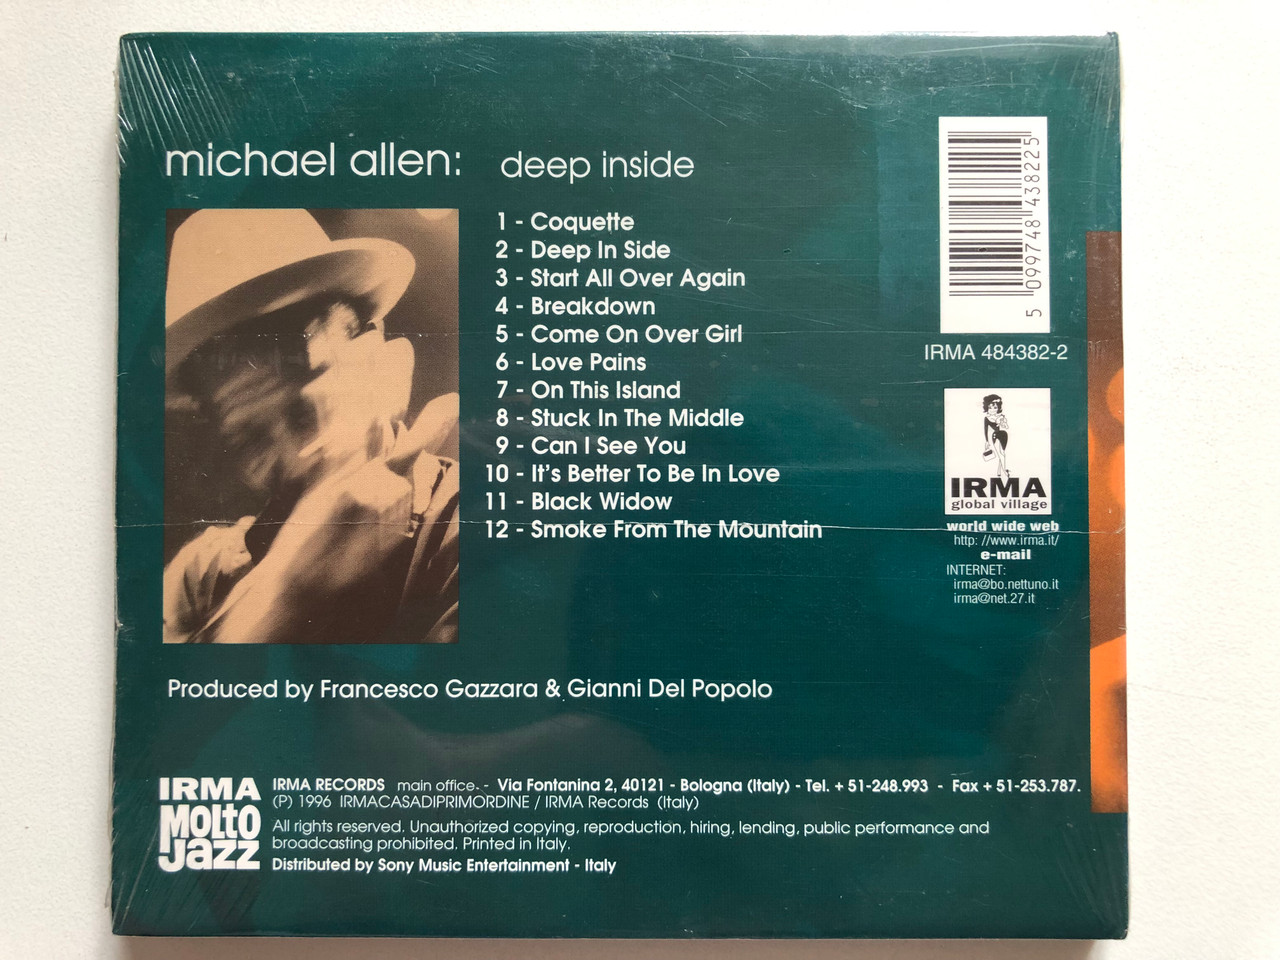 michael allen: deep inside
1 - Coquette
2 - Deep In Side
3 - Start All Over Again
4 - Breakdown
5 - Come On Over Girl
6 - Love Pains
7 - On This Island
8 - Stuck In The Middle
9 - Can I See You
10 - It's Better To Be In Love
11 - Black Widow
12 - Smoke From The Mountain
5 099748 438225
IRMA 484382-2
IRMA
global village
world wide web
http: //www.irma.it/
e-mail
INTERNET:
irma@bo.nettuno.it
irma@net.27.it
Produced by Francesco Gazzara & Gianni Del Popolo
IRMA
MOLTO
Jazz
IRMA RECORDS main office. - Via Fontanina 2, 40121 - Bologna (Italy) - Tel. + 51-248.993 - Fax + 51-253.787.
(P) 1996 IRMACASADIPRIMORDINE / IRMA Records (Italy)
All rights reserved. Unauthorized copying, reproduction, hiring, lending, public performance and
broadcasting prohibited. Printed in Italy.
Distributed by Sony Music Entertainment - Italy